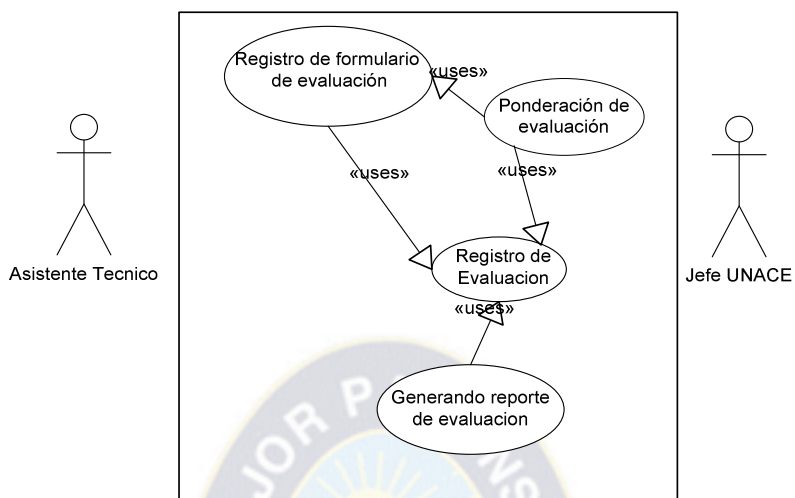 Registro de formulario
de evaluación
«uses»
Ponderación de
evaluación
«uses»
«uses»
Asistente Tecnico
Registro de
Evaluacion
Jefe UNACE
«uses»
Generando reporte
de evaluacion